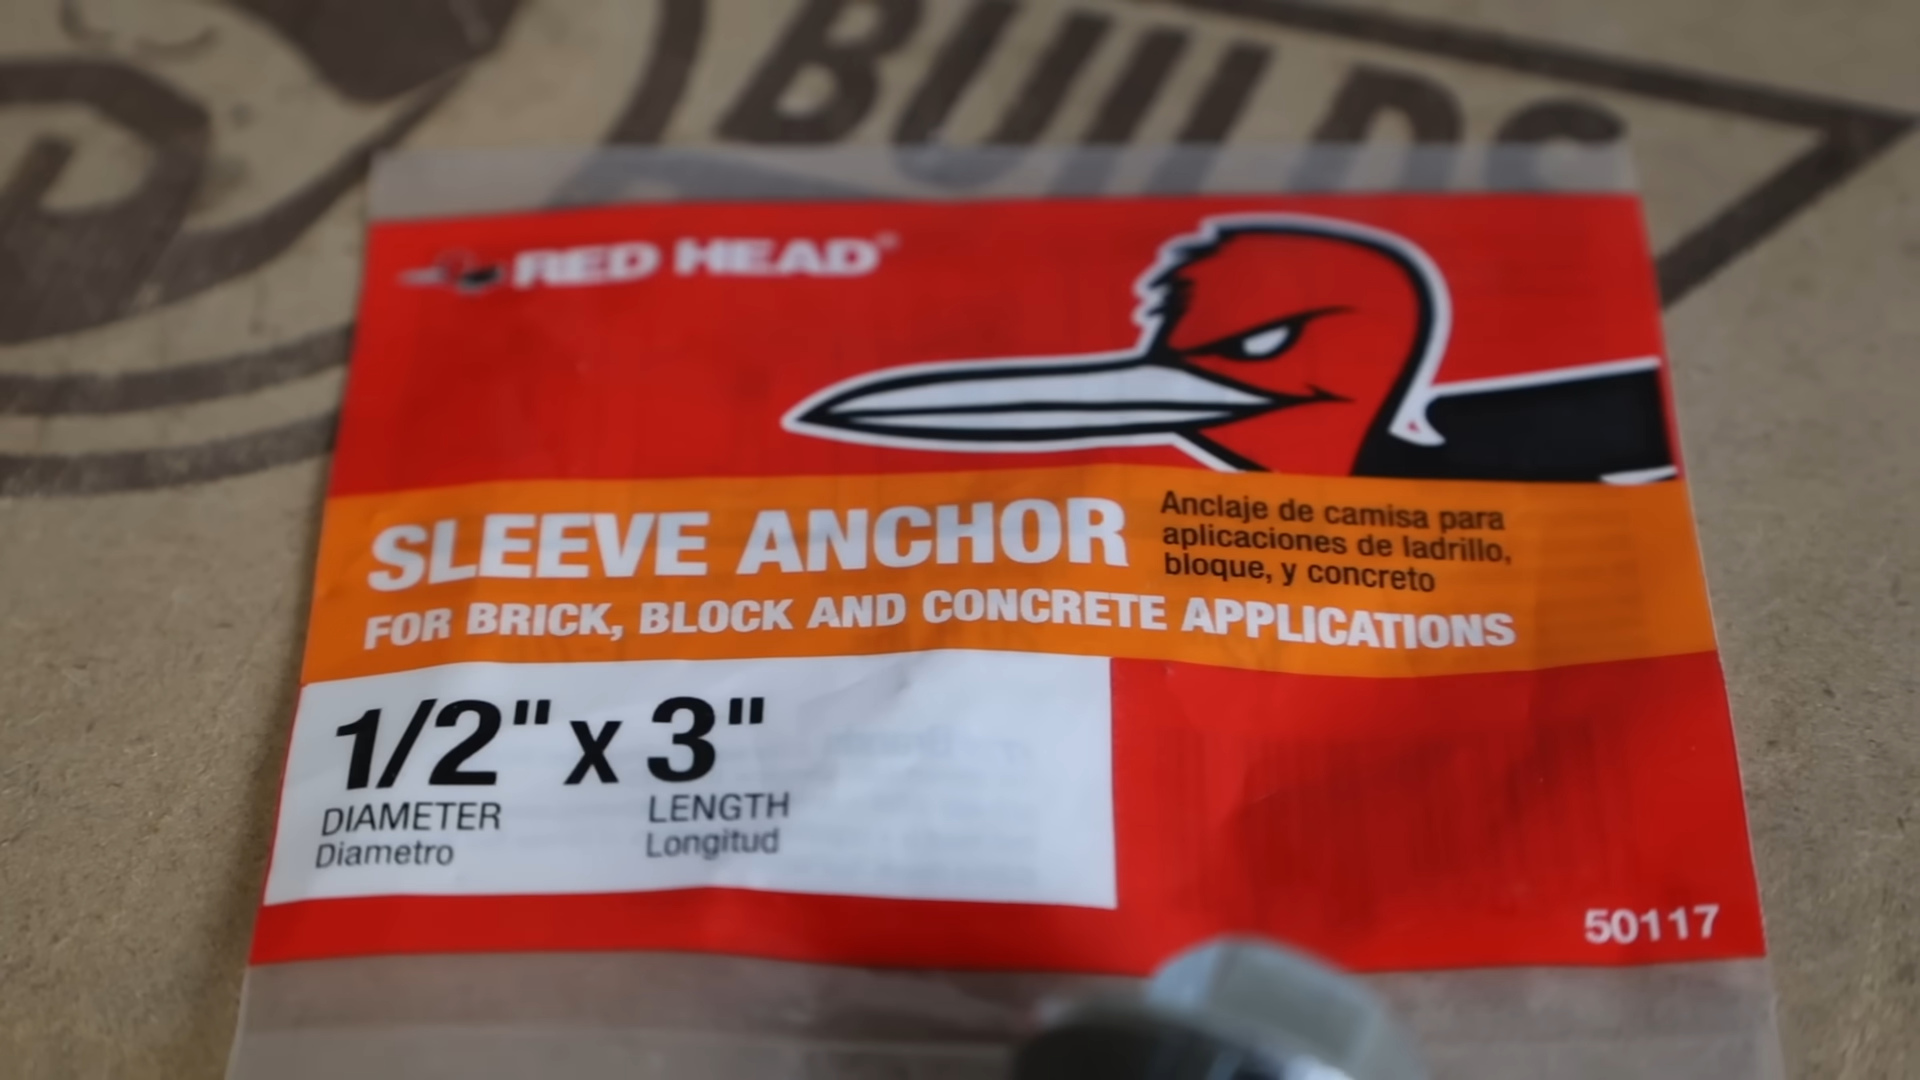 BUILDS
RED HEAD®
SLEEVE ANCHOR
Anclaje de camisa para
aplicaciones de ladrillo,
bloque, y concreto
FOR BRICK, BLOCK AND CONCRETE APPLICATIONS
1/2" x 3"
DIAMETER LENGTH
Diametro Longitud
50117